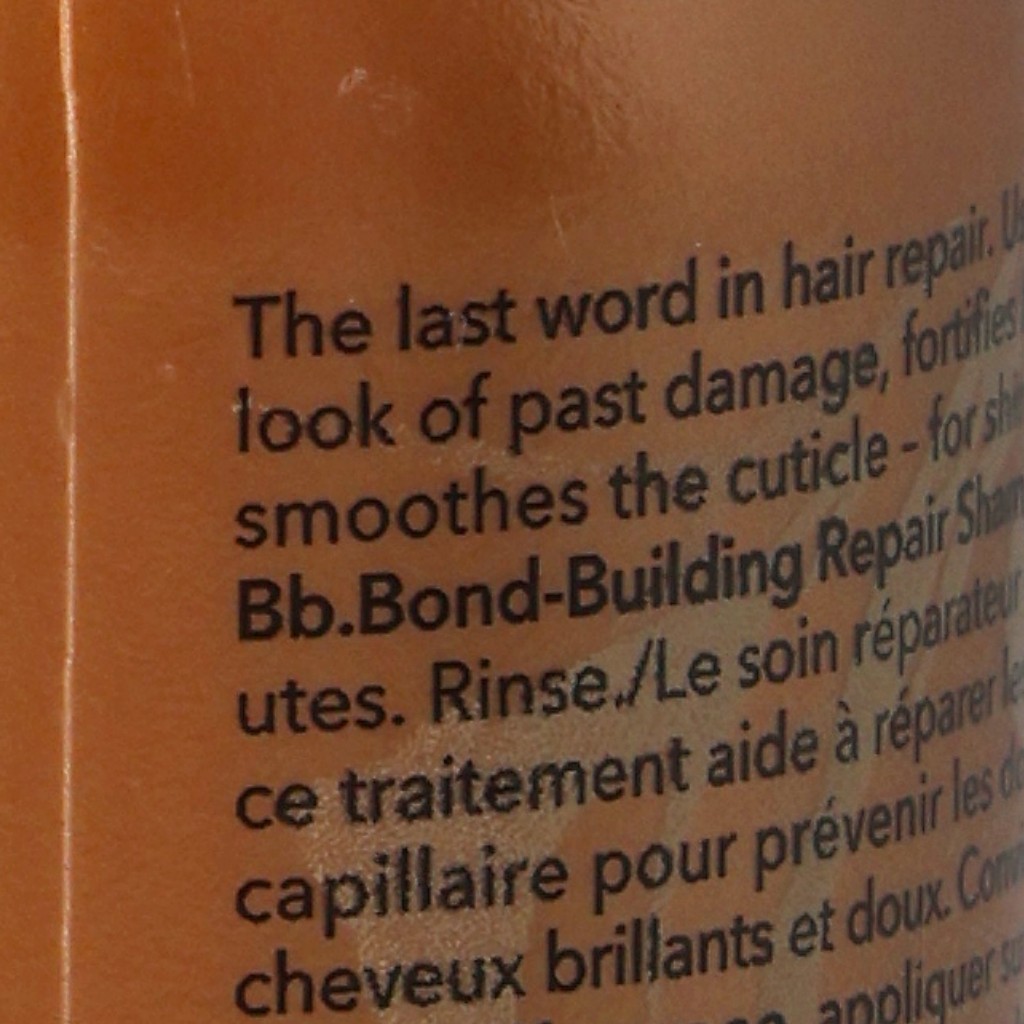 The last word in hair repair.
look of past damage, fortifies
smoothes the cuticle - for
Bb.Bond-Building Repair
utes. Rinse./Le soin réparateur
ce traitement aide à réparer
capillaire pour prévenir les
cheveux brillants et doux.
appliquer